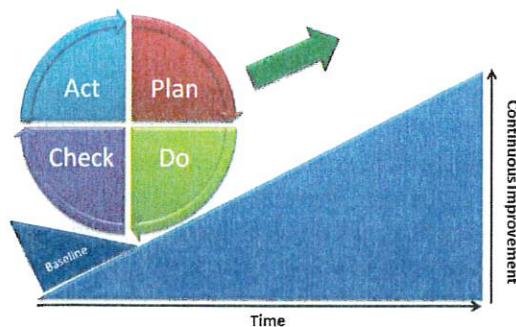 Act
Plan
Check
Do
Baseline
Continuous Improvement
Time